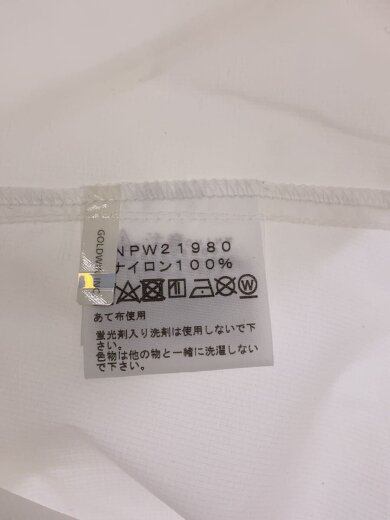 GOLDWIN INC.
NPW21980
ナイロン100%
W
あて布使用
蛍光剤入り洗剤は使用しないで下
さい。
色物は他の物と一緒に洗濯しない
で下さい。